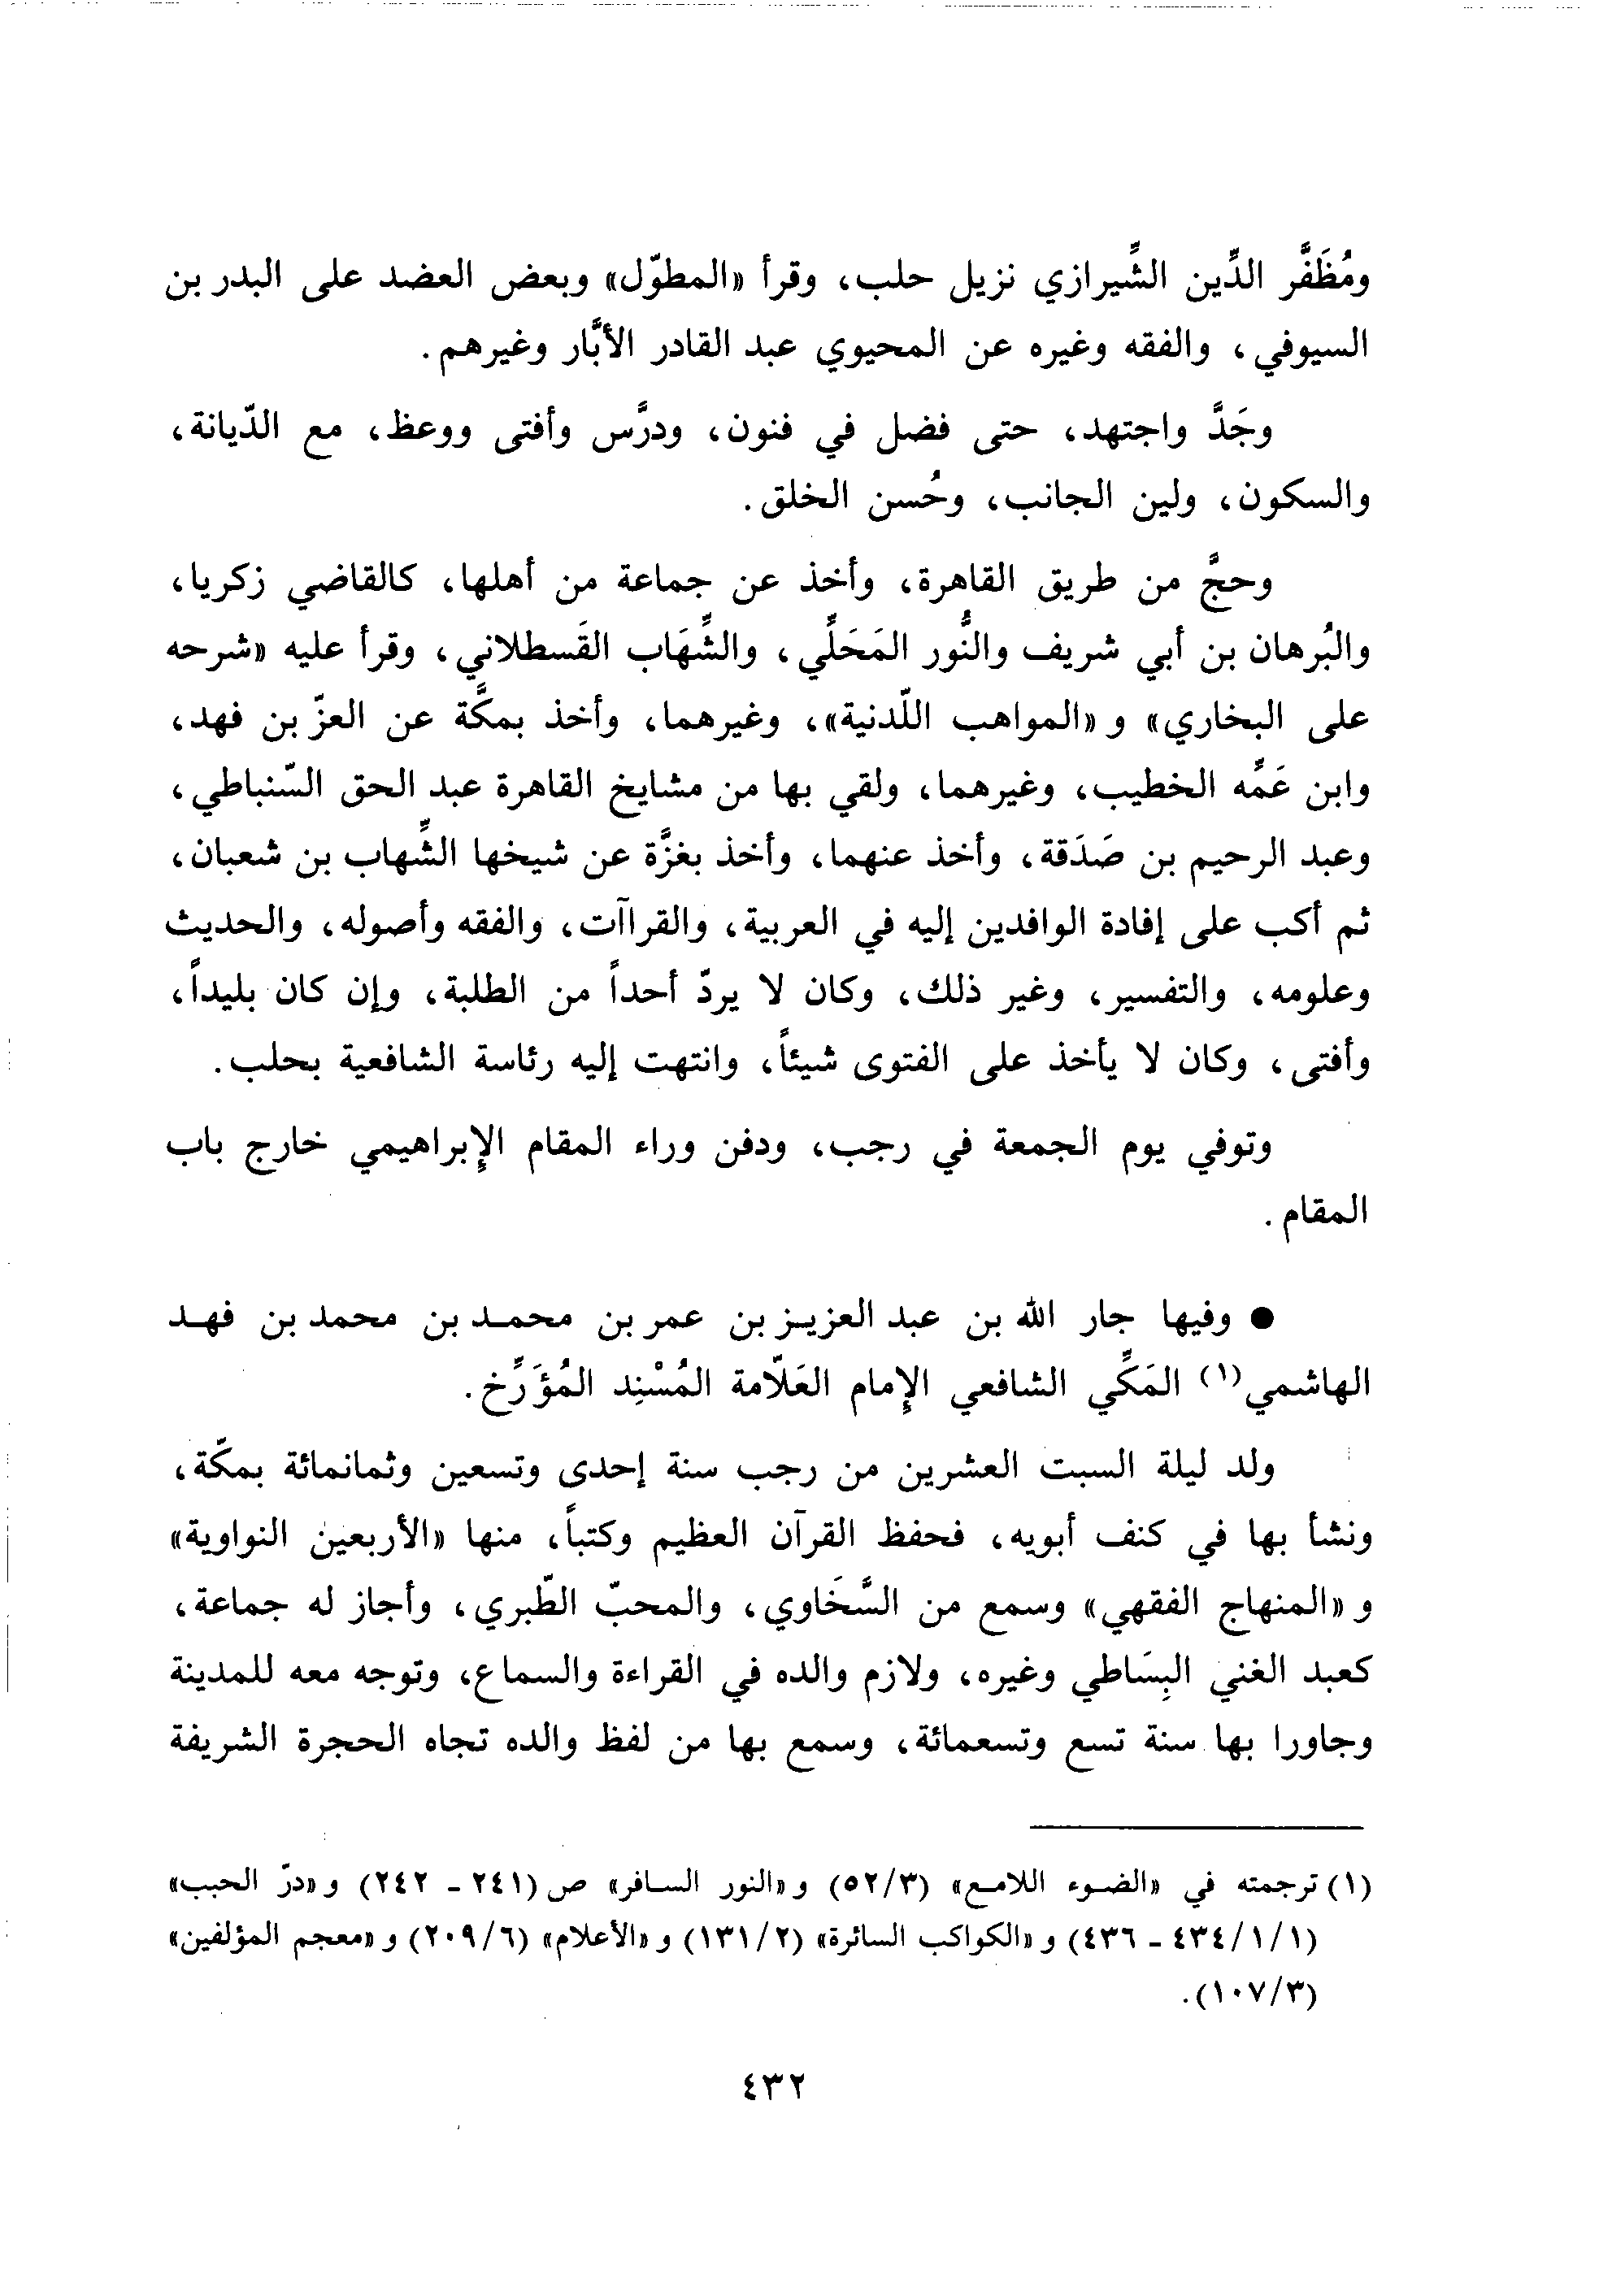 ومُظَفَّر الدِّين الشِّيرازي نزيل حلب، وقرأ «المطوّل» وبعض العضد على البدر بن
السيوفي، والفقه وغيره عن المحيوي عبد القادر الأبَّار وغيرهم.
وجَدَّ واجتهد، حتى فضل في فنون، ودرَّس وأفتى ووعظ، مع الدّيانة،
والسكون، ولين الجانب، وحُسن الخلق.
وحجَّ من طريق القاهرة، وأخذ عن جماعة من أهلها، كالقاضي زكريا،
والبُرهان بن أبي شريف والنُّور المَحَلِّي، والشِّهَاب القَسطلاني، وقرأ عليه «شرحه
على البخاري» و «المواهب اللّدنية»، وغيرهما، وأخذ بمكَّة عن العزّ بن فهد،
وابن عَمِّه الخطيب، وغيرهما، ولقي بها من مشايخ القاهرة عبد الحق السّنباطي،
وعبد الرحيم بن صَدَقة، وأخذ عنهما، وأخذ بغزَّة عن شيخها الشِّهاب بن شعبان،
ثم أكب على إفادة الوافدين إليه في العربية، والقراآت، والفقه وأصوله، والحديث
وعلومه، والتفسير، وغير ذلك، وكان لا يردّ أحداً من الطلبة، وإن كان بليداً،
وأفتى، وكان لا يأخذ على الفتوى شيئاً، وانتهت إليه رئاسة الشافعية بحلب.
وتوفي يوم الجمعة في رجب، ودفن وراء المقام الإبراهيمي خارج باب
المقام.
● وفيها جار الله بن عبد العزيز بن عمر بن محمد بن محمد بن فهد
الهاشمي(١) المَكِّي الشافعي الإمام العَلّامة المُسْنِد المُؤَرِّخ.
ولد ليلة السبت العشرين من رجب سنة إحدى وتسعين وثمانمائة بمكّة،
ونشأ بها في كنف أبويه، فحفظ القرآن العظيم وكتباً، منها «الأربعين النواوية»
و «المنهاج الفقهي» وسمع من السَّخَاوي، والمحبّ الطّبري، وأجاز له جماعة،
كعبد الغني البِسَاطي وغيره، ولازم والده في القراءة والسماع، وتوجه معه للمدينة
وجاورا بها سنة تسع وتسعمائة، وسمع بها من لفظ والده تجاه الحجرة الشريفة
(١) ترجمته في «الضوء اللامع» (٥٢/٣) و «النور السافر» ص (٢٤١ - ٢٤٢) و «درّ الحبب»
(٤٣٤/١/١ - ٤٣٦) و «الكواكب السائرة» (١٣١/٢) و «الأعلام» (٢٠٩/٦) و «معجم المؤلفين»
(١٠٧/٣).
٤٣٢